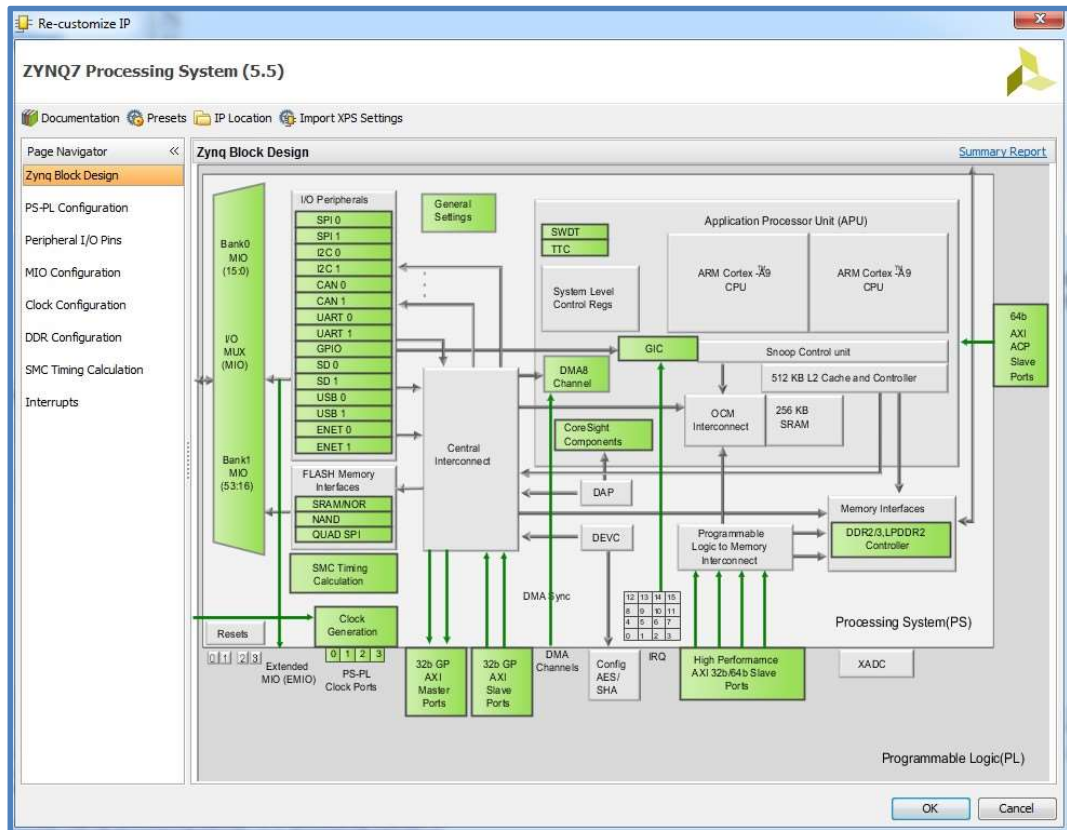 Re-customize IP
ZYNQ7 Processing System (5.5)
Documentation Presets IP Location Import XPS Settings
Page Navigator «
Zynq Block Design
PS-PL Configuration
Peripheral I/O Pins
MIO Configuration
Clock Configuration
DDR Configuration
SMC Timing Calculation
Interrupts
Zynq Block Design
Summary Report
Bank0
MIO
(15:0)
I/O
MUX
(MIO)
Bank1
MIO
(53:16)
I/O Peripherals
SPI 0
SPI 1
I2C 0
I2C 1
CAN 0
CAN 1
UART 0
UART 1
GPIO
SD 0
SD 1
USB 0
USB 1
ENET 0
ENET 1
FLASH Memory
Interfaces
SRAM/NOR
NAND
QUAD SPI
SMC Timing
Calculation
General
Settings
Application Processor Unit (APU)
SWDT
TTC
System Level
Control Regs
ARM Cortex -A9
CPU
ARM Cortex -A9
CPU
64b
AXI
ACP
Slave
Ports
GIC
Snoop Control unit
DMA8
Channel
512 KB L2 Cache and Controller
OCM
Interconnect
256 KB
SRAM
CoreSight
Components
Central
Interconnect
DAP
DEVC
Programmable
Logic to Memory
Interconnect
Memory Interfaces
DDR2/3,LPDDR2
Controller
DMA Sync
12 13 14 15
8 9 10 11
4 5 6 7
0 1 2 3
Processing System(PS)
Resets
Clock
Generation
0 1 2 3
0 1 2 3
Extended
MIO (EMIO)
PS-PL
Clock Ports
32b GP
AXI
Master
Ports
32b GP
AXI
Slave
Ports
DMA
Channels
Config
AES/
SHA
IRQ
High Performamce
AXI 32b/64b Slave
Ports
XADC
Programmable Logic(PL)
OK
Cancel